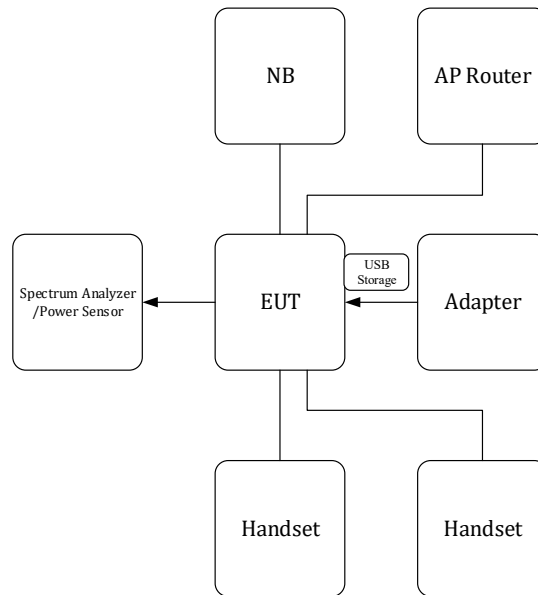 NB
AP Router
Spectrum Analyzer
/Power Sensor
EUT
USB
Storage
Adapter
Handset
Handset